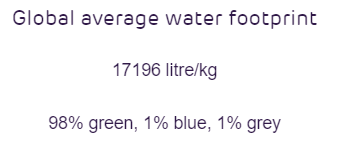 Global average water footprint
17196 litre/kg
98% green, 1% blue, 1% grey